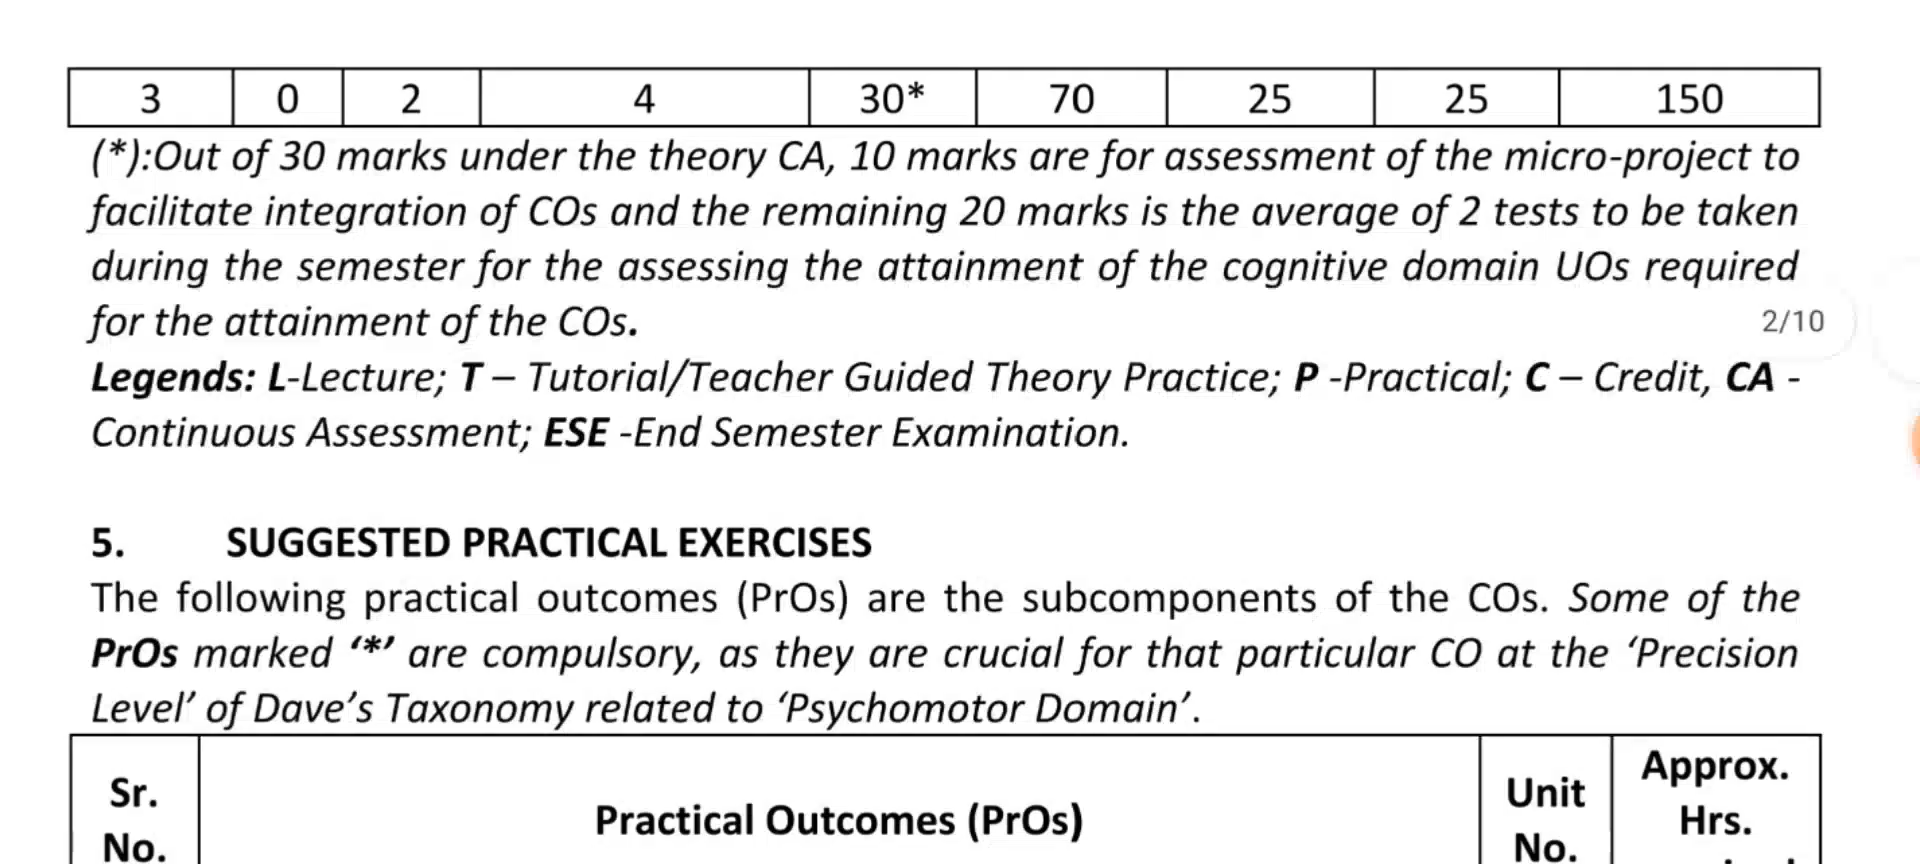 3 0 2 4 30* 70 25 25 150
(*):Out of 30 marks under the theory CA, 10 marks are for assessment of the micro-project to
facilitate integration of COs and the remaining 20 marks is the average of 2 tests to be taken
during the semester for the assessing the attainment of the cognitive domain UOs required
for the attainment of the COs.
2/10
Legends: L-Lecture; T – Tutorial/Teacher Guided Theory Practice; P -Practical; C – Credit, CA -
Continuous Assessment; ESE -End Semester Examination.
5. SUGGESTED PRACTICAL EXERCISES
The following practical outcomes (PrOs) are the subcomponents of the COs. Some of the
PrOs marked ‘*’ are compulsory, as they are crucial for that particular CO at the ‘Precision
Level’ of Dave’s Taxonomy related to ‘Psychomotor Domain’.
Sr.
No.
Practical Outcomes (PrOs)
Unit
No.
Approx.
Hrs.